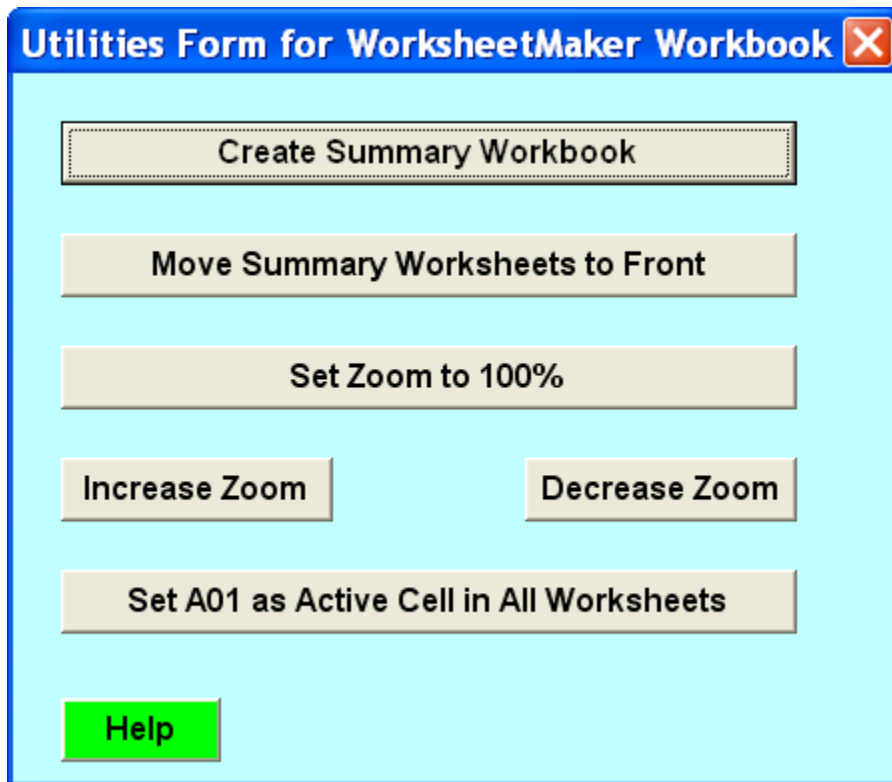 Utilities Form for WorksheetMaker Workbook
Create Summary Workbook
Move Summary Worksheets to Front
Set Zoom to 100%
Increase Zoom
Decrease Zoom
Set A01 as Active Cell in All Worksheets
Help